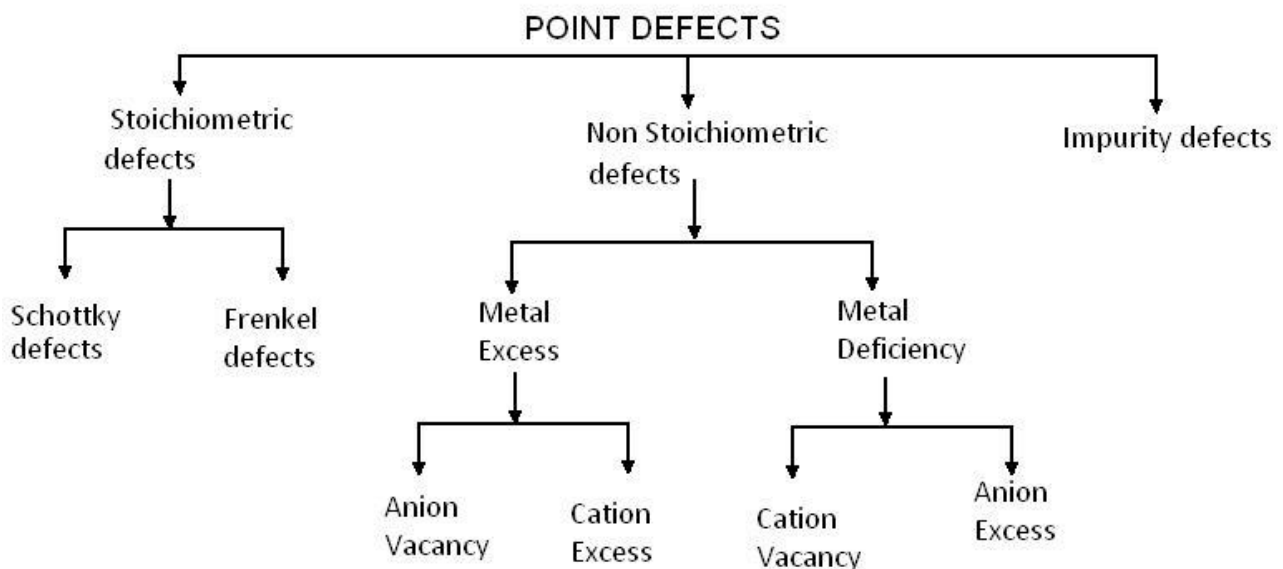 POINT DEFECTS
Stoichiometric
defects
Non Stoichiometric
defects
Impurity defects
Schottky
defects
Frenkel
defects
Metal
Excess
Metal
Deficiency
Anion
Vacancy
Cation
Excess
Cation
Vacancy
Anion
Excess